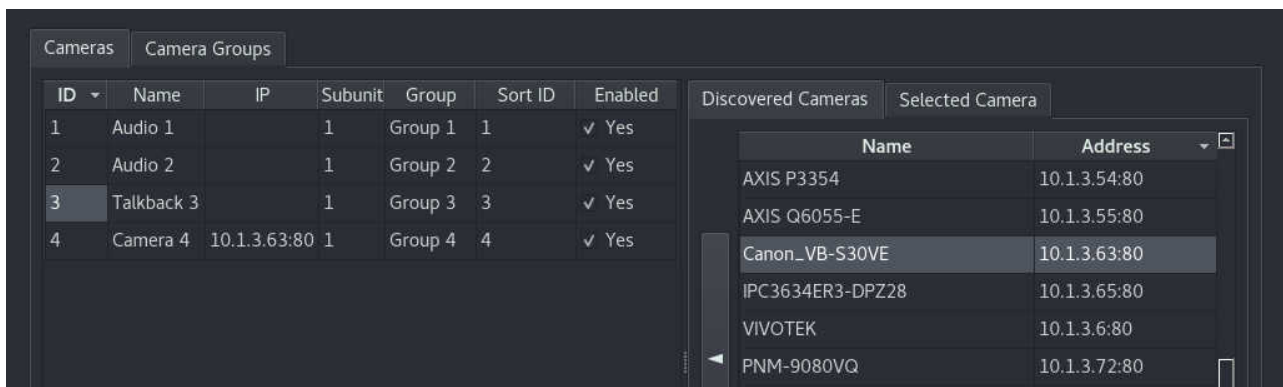 Cameras Camera Groups
ID Name IP Subunit Group Sort ID Enabled
1 Audio 1 1 Group 1 1 Yes
2 Audio 2 1 Group 2 2 Yes
3 Talkback 3 1 Group 3 3 Yes
4 Camera 4 10.1.3.63:80 1 Group 4 4 Yes
Discovered Cameras Selected Camera
Name Address
AXIS P3354 10.1.3.54:80
AXIS Q6055-E 10.1.3.55:80
Canon_VB-S30VE 10.1.3.63:80
IPC3634ER3-DPZ28 10.1.3.65:80
VIVOTEK 10.1.3.6:80
PNM-9080VQ 10.1.3.72:80